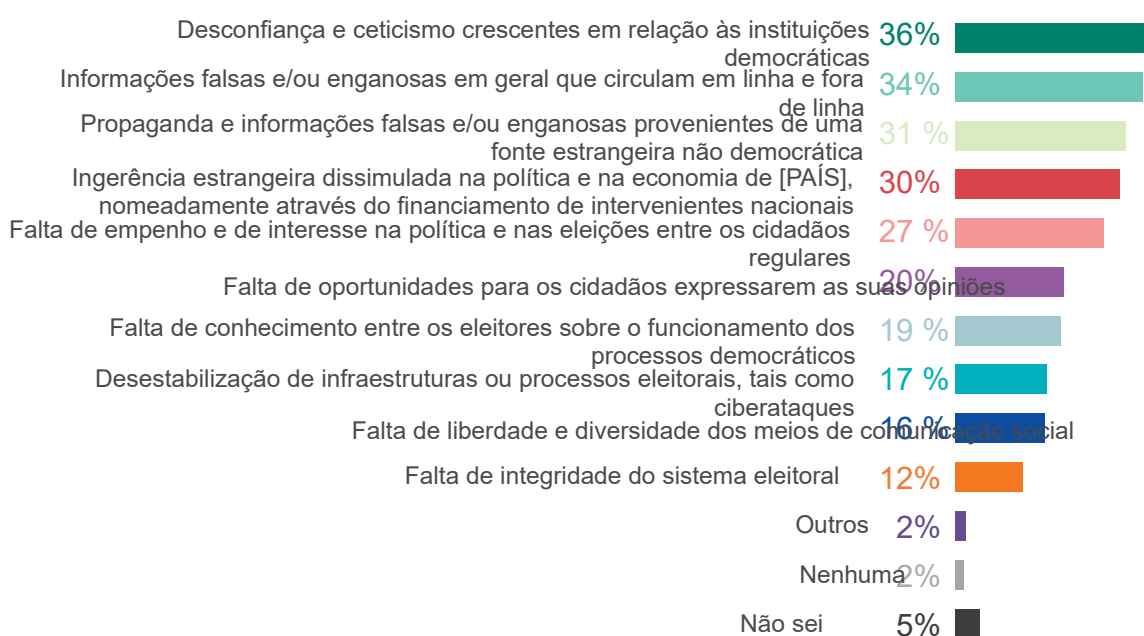 Desconfiança e ceticismo crescentes em relação às instituições
democráticas
36%
Informações falsas e/ou enganosas em geral que circulam em linha e fora
de linha
34%
Propaganda e informações falsas e/ou enganosas provenientes de uma
fonte estrangeira não democrática
31 %
Ingerência estrangeira dissimulada na política e na economia de [PAÍS],
nomeadamente através do financiamento de intervenientes nacionais
30%
Falta de empenho e de interesse na política e nas eleições entre os cidadãos
regulares
27 %
Falta de oportunidades para os cidadãos expressarem as suas opiniões
20%
Falta de conhecimento entre os eleitores sobre o funcionamento dos
processos democráticos
19 %
Desestabilização de infraestruturas ou processos eleitorais, tais como
ciberataques
17 %
Falta de liberdade e diversidade dos meios de comunicação social
16 %
Falta de integridade do sistema eleitoral
12%
Outros
2%
Nenhuma
2%
Não sei
5%